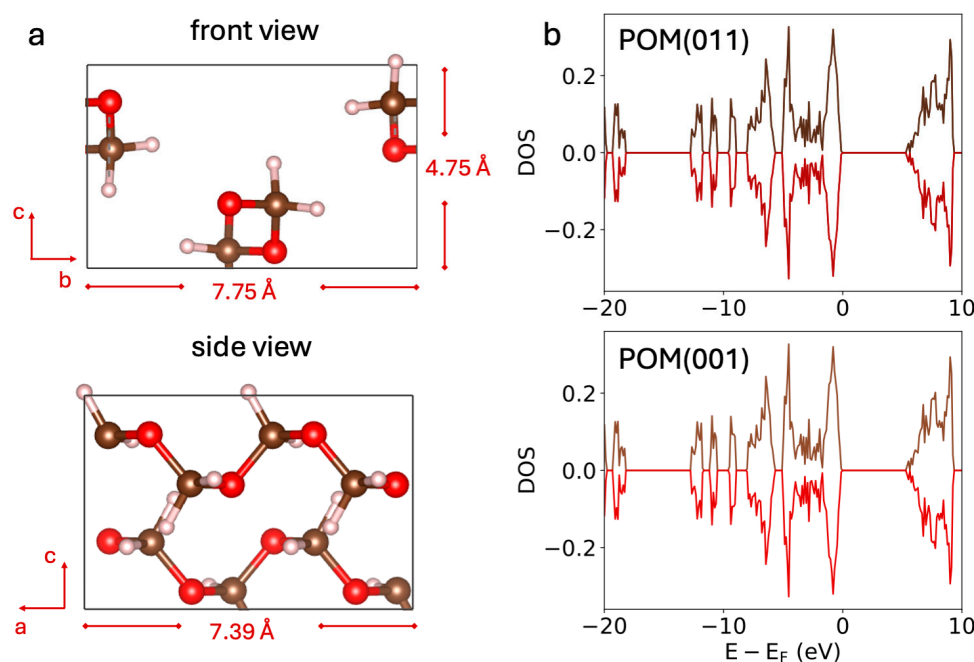 a
front view
4.75 Å
c
b
7.75 Å
side view
c
a
7.39 Å
b
POM(011)
DOS
0.2
0.0
−0.2
−20
−10
0
10
POM(001)
DOS
0.2
0.0
−0.2
−20
−10
0
10
E − E_F (eV)